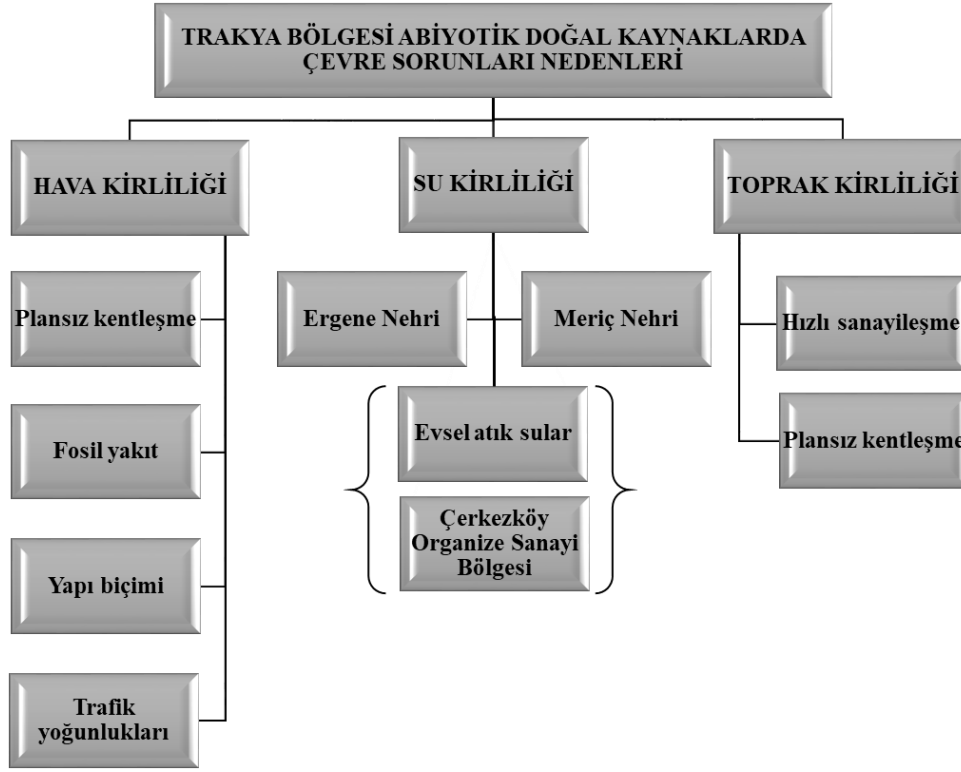 TRAKYA BÖLGESİ ABİYOTİK DOĞAL KAYNAKLARDA
ÇEVRE SORUNLARI NEDENLERİ
HAVA KİRLİLİĞİ
SU KİRLİLİĞİ
TOPRAK KİRLİLİĞİ
Plansız kentleşme
Ergene Nehri
Meriç Nehri
Hızlı sanayileşme
Fosil yakıt
Evsel atık sular
Plansız kentleşme
Çerkezköy
Organize Sanayi
Bölgesi
Yapı biçimi
Trafik
yoğunlukları